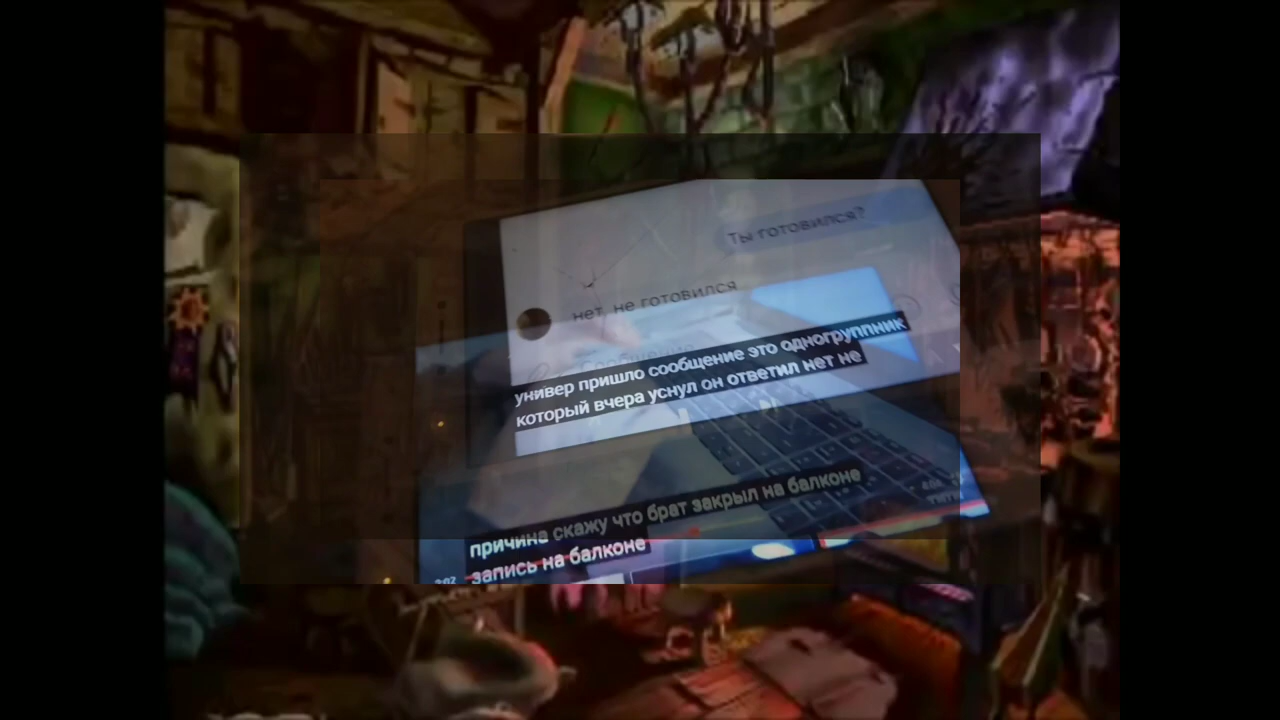 Ты готовился?
нет, не готовился
универ пришло сообщение это одногруппник
который вчера уснул он ответил нет не
причина скажу что брат закрыл на балконе
запись на балконе